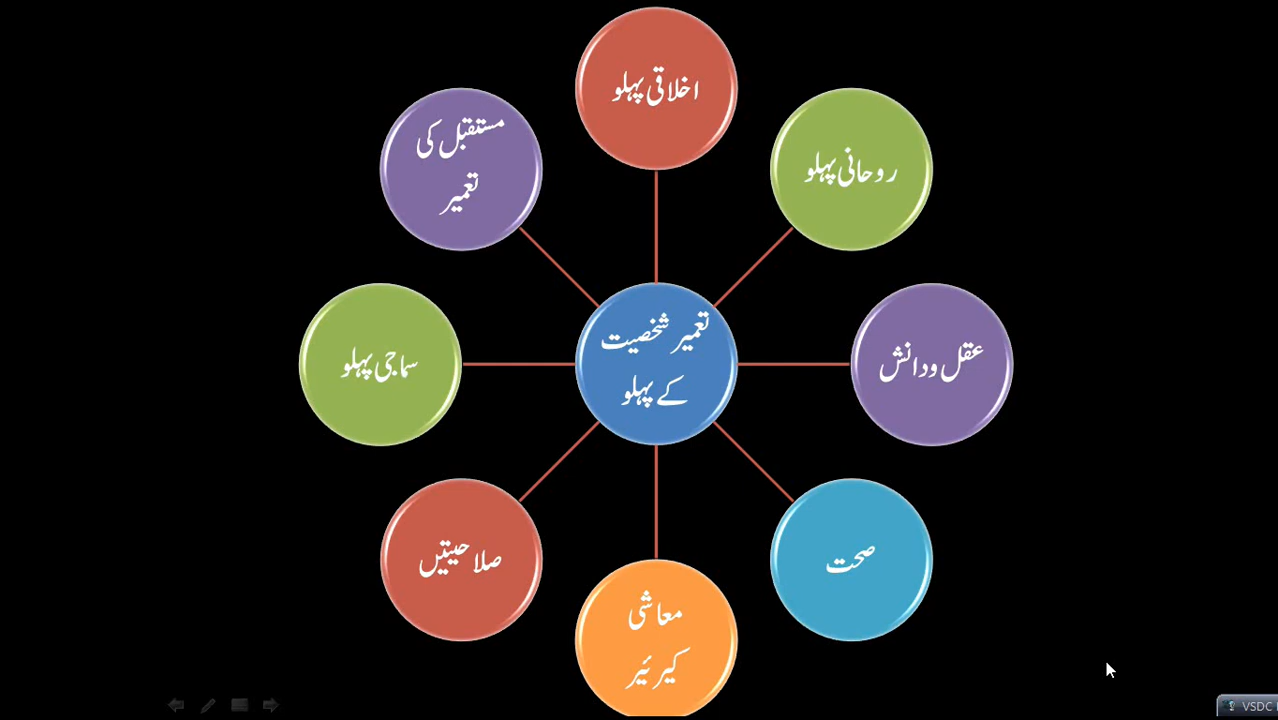 اخلاقی پہلو
روحانی پہلو
عقل و دانش
صحت
معاشی
کیرئیر
صلاحیتیں
سماجی پہلو
مستقبل کی
تعمیر
تعمیر شخصیت
کے پہلو
VSDC